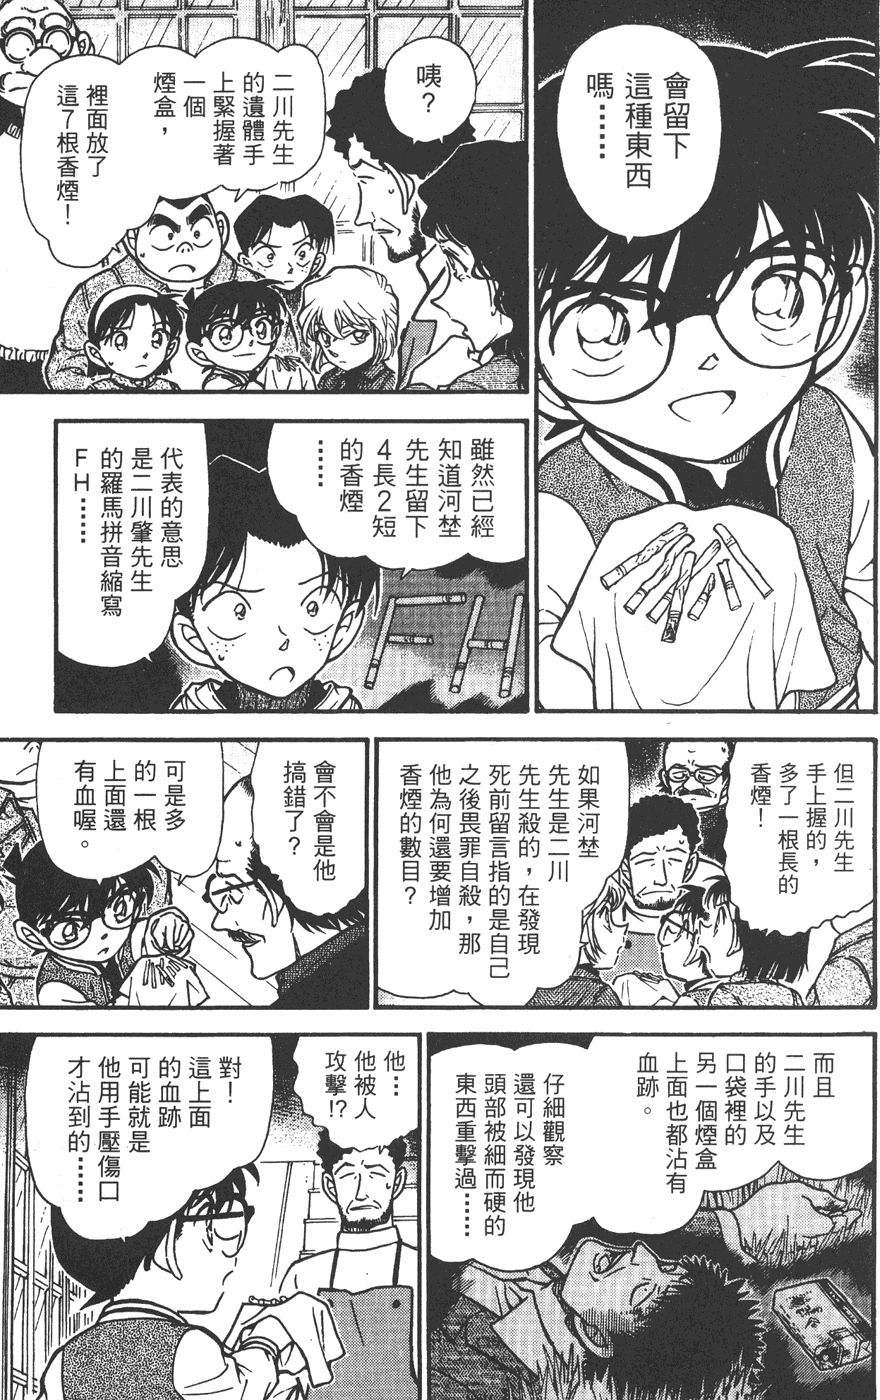 會留下
這種東西
嗎……
咦？
二川先生
的遺體手
上緊握著
一個
煙盒，
裡面放了
這7根香煙！
雖然已經
知道河埜
先生留下
4長2短
的香煙
……
代表的意思
是二川肇先生
的羅馬拼音縮寫
FH……
但二川先生
手上握的，
多了一根長的
香煙！
如果河埜
先生是二川
先生殺的，在發現
死前留言指的是自己
之後畏罪自殺，那
他為何還要增加
香煙的數目？
會不會是他
搞錯了？
可是多
的一根
上面還
有血喔。
而且
二川先生
的手以及
口袋裡的
另一個煙盒
上面也都沾有
血跡。
仔細觀察
還可以發現他
頭部被細而硬的
東西重擊過……
他…
他被人
攻擊!?
對！
這上面
的血跡
可能就是
他用手壓傷口
才沾到的……